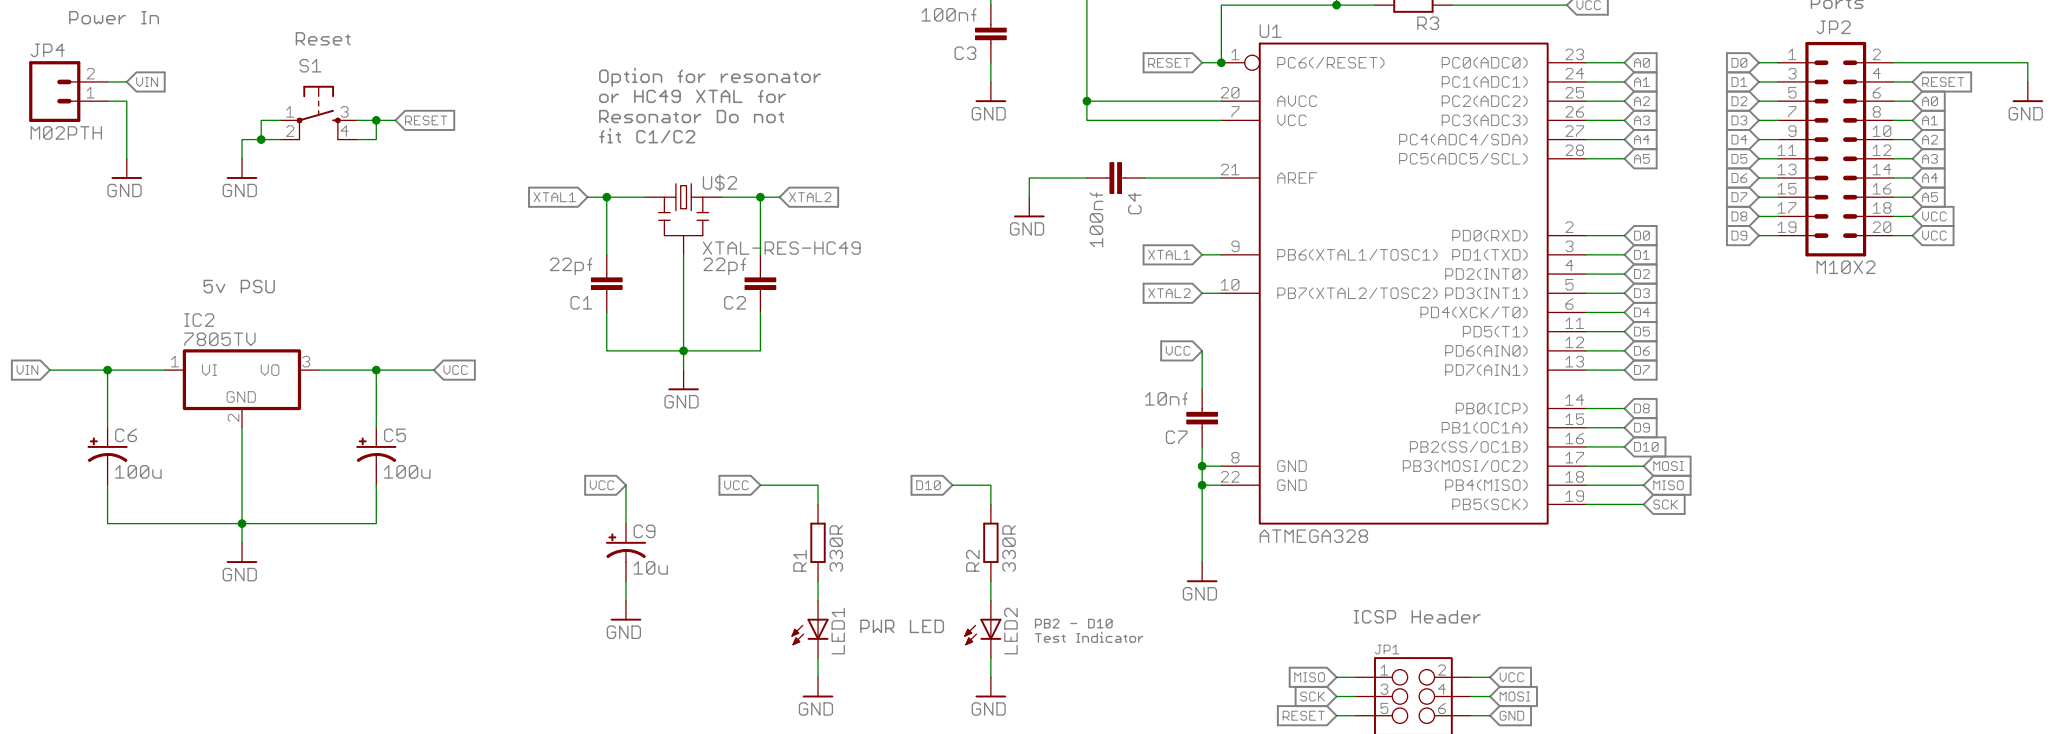 Power In
JP4
2
VIN
1
M02PTH
GND
Reset
S1
1
3
2
4
RESET
GND
Option for resonator
or HC49 XTAL for
Resonator Do not
fit C1/C2
XTAL1
U$2
XTAL2
XTAL-RES-HC49
22pf
C1
22pf
C2
GND
5v PSU
IC2
7805TV
VIN
1
VI
VO
3
VCC
GND
2
C6
100u
C5
100u
GND
VCC
C9
10u
GND
VCC
R1
330R
LED1
PWR LED
GND
D10
R2
330R
LED2
PB2 - D10
Test Indicator
GND
100nf
C3
GND
R3
VCC
U1
RESET
1
PC6(/RESET)
20
AVCC
7
VCC
21
AREF
GND
100nf
C4
XTAL1
9
PB6(XTAL1/TOSC1)
XTAL2
10
PB7(XTAL2/TOSC2)
VCC
10nf
C7
8
GND
22
GND
GND
PC0(ADC0) 23 A0
PC1(ADC1) 24 A1
PC2(ADC2) 25 A2
PC3(ADC3) 26 A3
PC4(ADC4/SDA) 27 A4
PC5(ADC5/SCL) 28 A5
PD0(RXD) 2 D0
PD1(TXD) 3 D1
PD2(INT0) 4 D2
PD3(INT1) 5 D3
PD4(XCK/T0) 6 D4
PD5(T1) 11 D5
PD6(AIN0) 12 D6
PD7(AIN1) 13 D7
PB0(ICP) 14 D8
PB1(OC1A) 15 D9
PB2(SS/OC1B) 16 D10
PB3(MOSI/OC2) 17 MOSI
PB4(MISO) 18 MISO
PB5(SCK) 19 SCK
ATMEGA328
Ports
JP2
D0 1 2
D1 3 4 RESET
D2 5 6 A0
D3 7 8 A1
D4 9 10 A2
D5 11 12 A3
D6 13 14 A4
D7 15 16 A5
D8 17 18 VCC
D9 19 20 VCC
M10X2
GND
ICSP Header
JP1
MISO 1 2 VCC
SCK 3 4 MOSI
RESET 5 6 GND